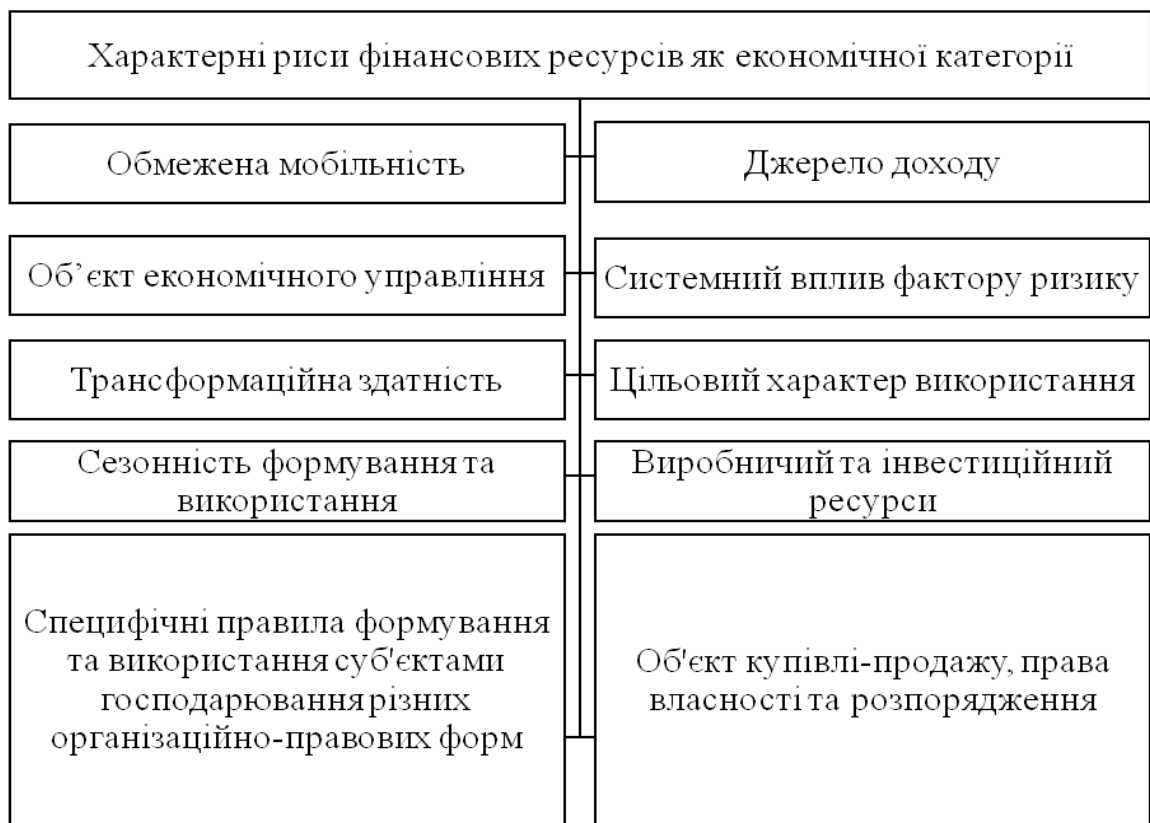 Характерні риси фінансових ресурсів як економічної категорії
Обмежена мобільність
Джерело доходу
Об’єкт економічного управління
Системний вплив фактору ризику
Трансформаційна здатність
Цільовий характер використання
Сезонність формування та
використання
Виробничий та інвестиційний
ресурси
Специфічні правила формування
та використання суб'єктами
господарювання різних
організаційно-правових форм
Об'єкт купівлі-продажу, права
власності та розпорядження